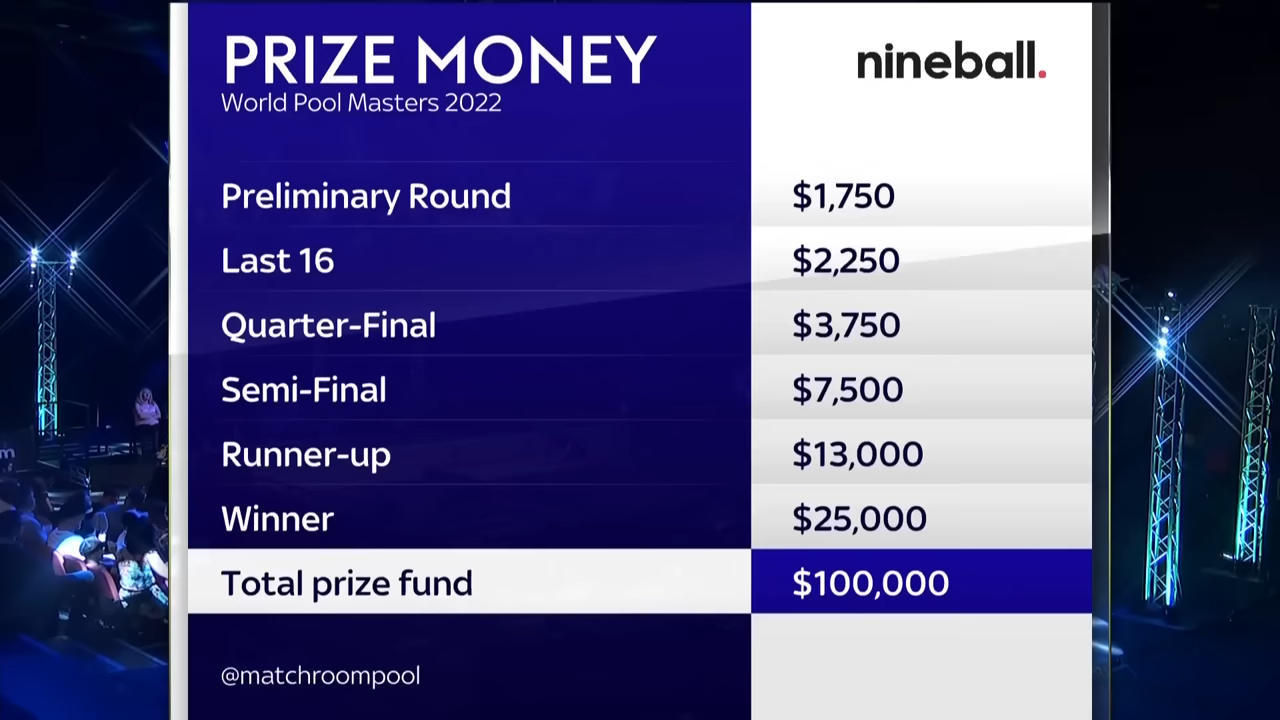 PRIZE MONEY
World Pool Masters 2022
nineball.
Preliminary Round $1,750
Last 16 $2,250
Quarter-Final $3,750
Semi-Final $7,500
Runner-up $13,000
Winner $25,000
Total prize fund $100,000
@matchroompool